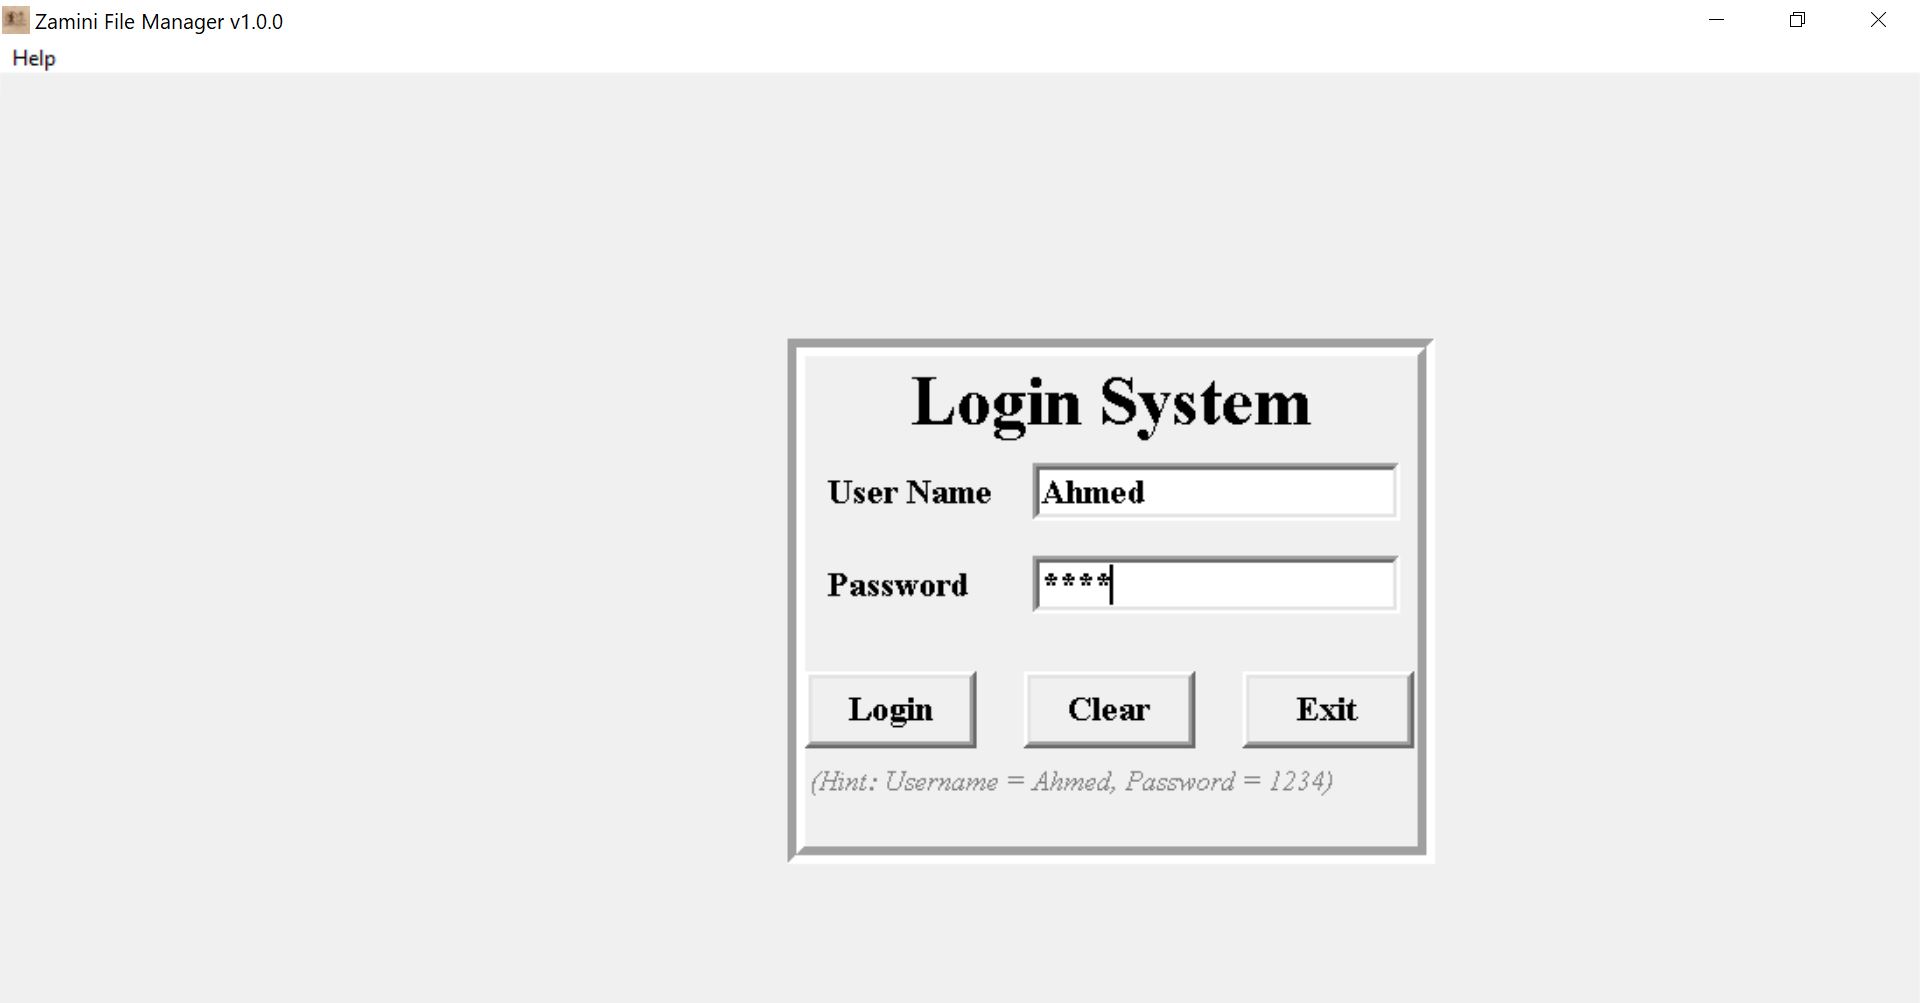 Zamini File Manager v1.0.0
Help
Login System
User Name Ahmed
Password ****
Login Clear Exit
(Hint: Username = Ahmed, Password = 1234)